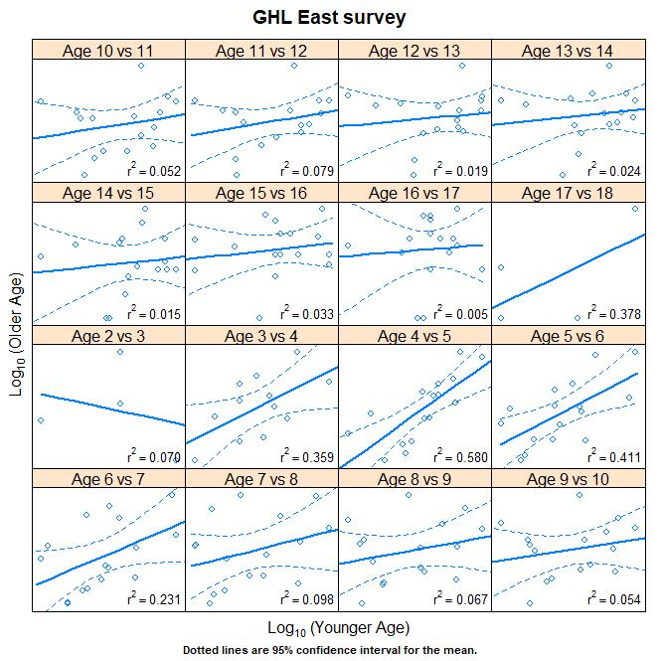 GHL East survey
Age 10 vs 11 Age 11 vs 12 Age 12 vs 13 Age 13 vs 14
r² = 0.052 r² = 0.079 r² = 0.019 r² = 0.024
Age 14 vs 15 Age 15 vs 16 Age 16 vs 17 Age 17 vs 18
r² = 0.015 r² = 0.033 r² = 0.005 r² = 0.378
Log₁₀ (Older Age)
Age 2 vs 3 Age 3 vs 4 Age 4 vs 5 Age 5 vs 6
r² = 0.070 r² = 0.359 r² = 0.580 r² = 0.411
Age 6 vs 7 Age 7 vs 8 Age 8 vs 9 Age 9 vs 10
r² = 0.231 r² = 0.098 r² = 0.067 r² = 0.054
Log₁₀ (Younger Age)
Dotted lines are 95% confidence interval for the mean.